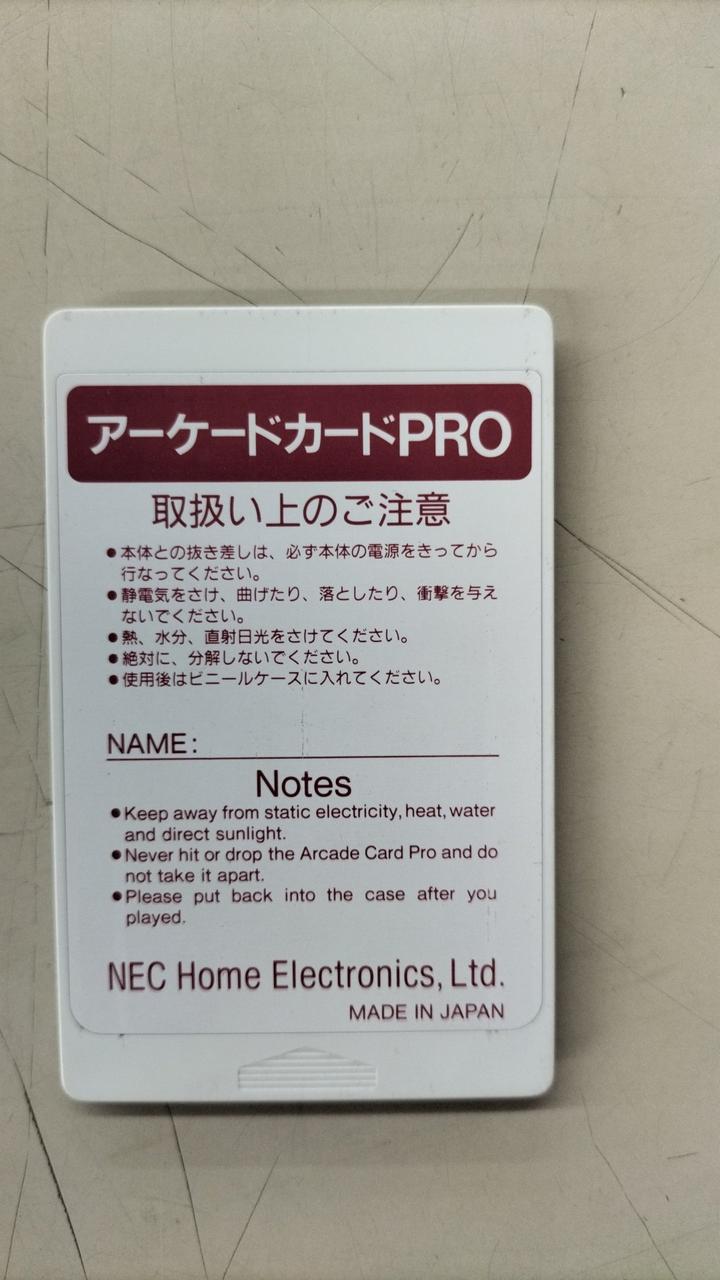 アーケードカードPRO
取扱い上のご注意
●本体との抜き差しは、必ず本体の電源をきってから
行なってください。
●静電気をさけ、曲げたり、落としたり、衝撃を与え
ないでください。
●熱、水分、直射日光をさけてください。
●絶対に、分解しないでください。
●使用後はビニールケースに入れてください。
NAME:
Notes
●Keep away from static electricity, heat, water
and direct sunlight.
●Never hit or drop the Arcade Card Pro and do
not take it apart.
●Please put back into the case after you
played.
NEC Home Electronics, Ltd.
MADE IN JAPAN